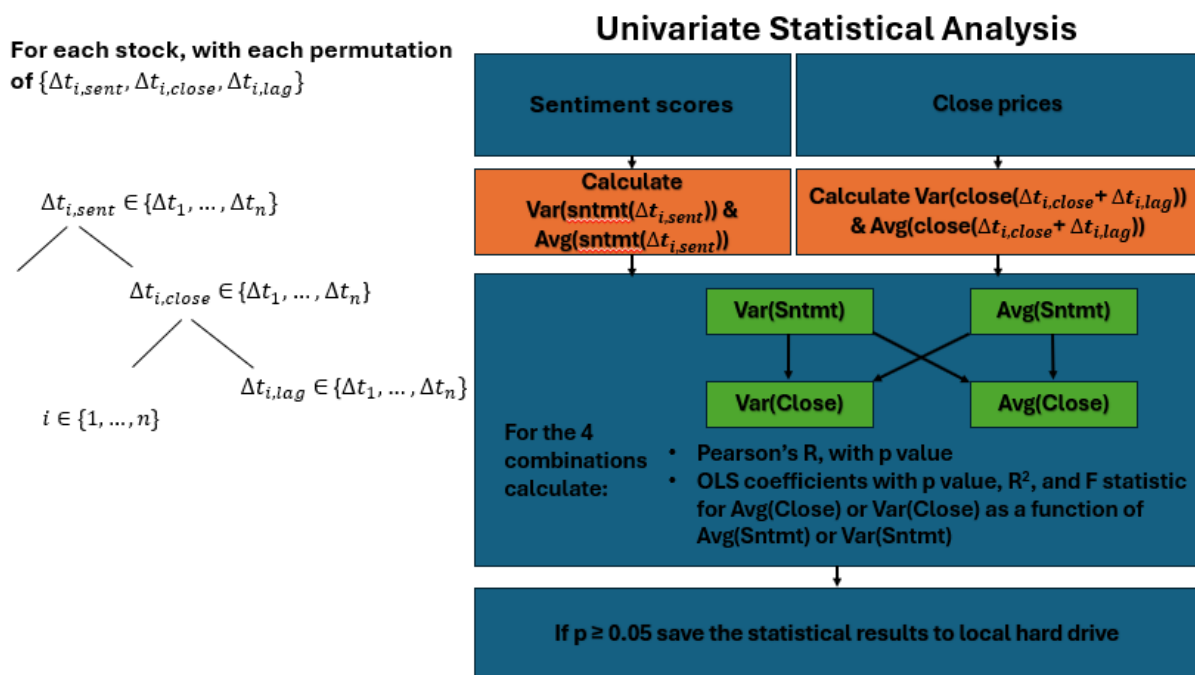 Univariate Statistical Analysis
For each stock, with each permutation
of {Δt_{i,sent}, Δt_{i,close}, Δt_{i,lag}}
Δt_{i,sent} ∈ {Δt_1, … , Δt_n}
Δt_{i,close} ∈ {Δt_1, … , Δt_n}
Δt_{i,lag} ∈ {Δt_1, … , Δt_n}
i ∈ {1, … , n}
Sentiment scores
Close prices
Calculate
Var(sntmt(Δt_{i,sent})) &
Avg(sntmt(Δt_{i,sent}))
Calculate Var(close(Δt_{i,close}+ Δt_{i,lag}))
& Avg(close(Δt_{i,close}+ Δt_{i,lag}))
Var(Sntmt)
Avg(Sntmt)
Var(Close)
Avg(Close)
For the 4
combinations
calculate:
• Pearson's R, with p value
• OLS coefficients with p value, R², and F statistic
for Avg(Close) or Var(Close) as a function of
Avg(Sntmt) or Var(Sntmt)
If p ≥ 0.05 save the statistical results to local hard drive